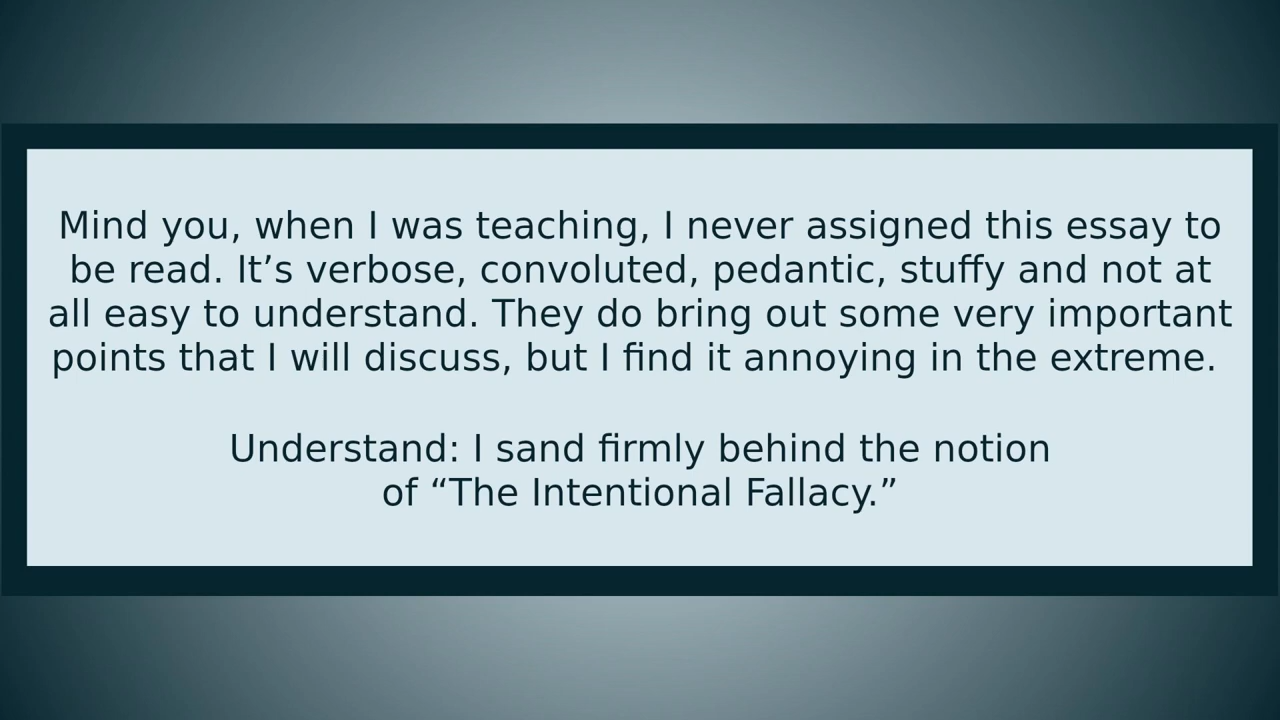 Mind you, when I was teaching, I never assigned this essay to
be read. It’s verbose, convoluted, pedantic, stuffy and not at
all easy to understand. They do bring out some very important
points that I will discuss, but I find it annoying in the extreme.
Understand: I sand firmly behind the notion
of “The Intentional Fallacy.”